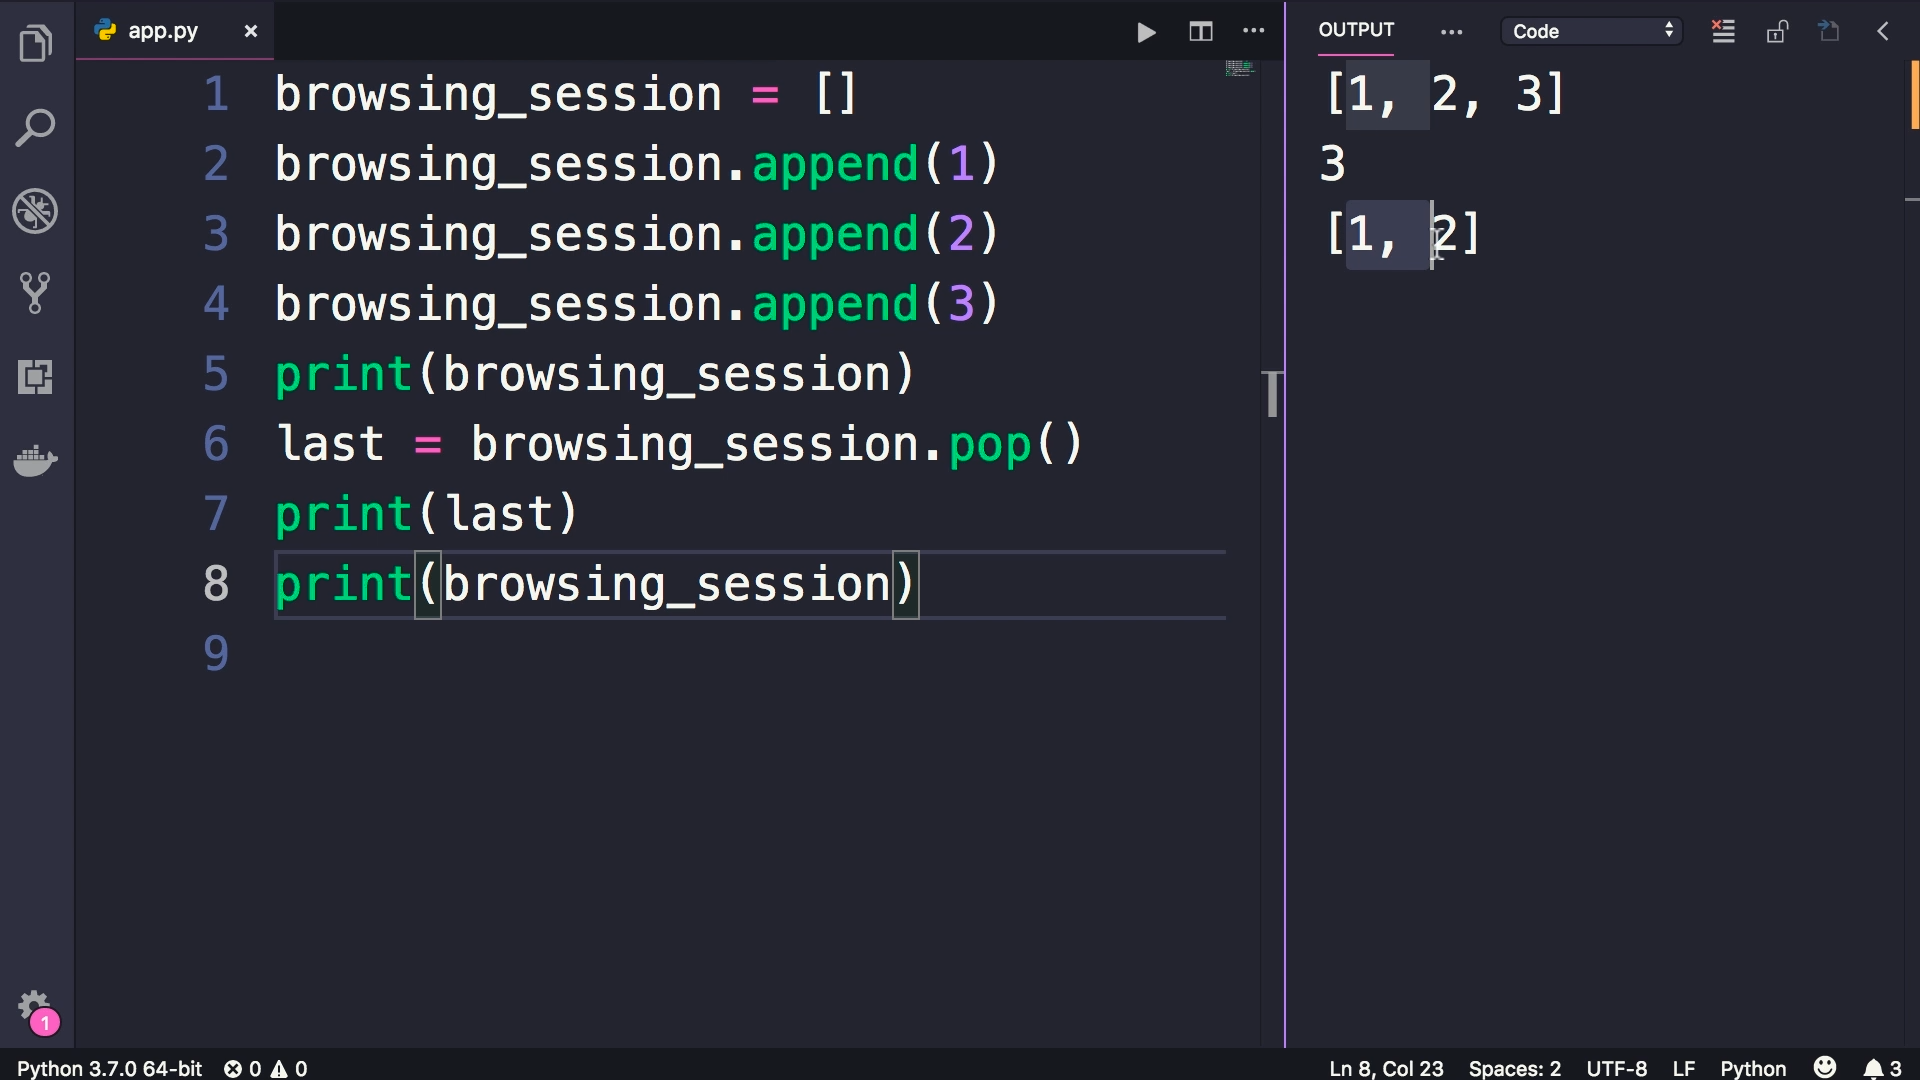 app.py ×
OUTPUT ··· Code
1 browsing_session = []
2 browsing_session.append(1)
3 browsing_session.append(2)
4 browsing_session.append(3)
5 print(browsing_session)
6 last = browsing_session.pop()
7 print(last)
8 print(browsing_session)
9
[1, 2, 3]
3
[1, 2]
1
Python 3.7.0 64-bit 0 0 Ln 8, Col 23 Spaces: 2 UTF-8 LF Python 3